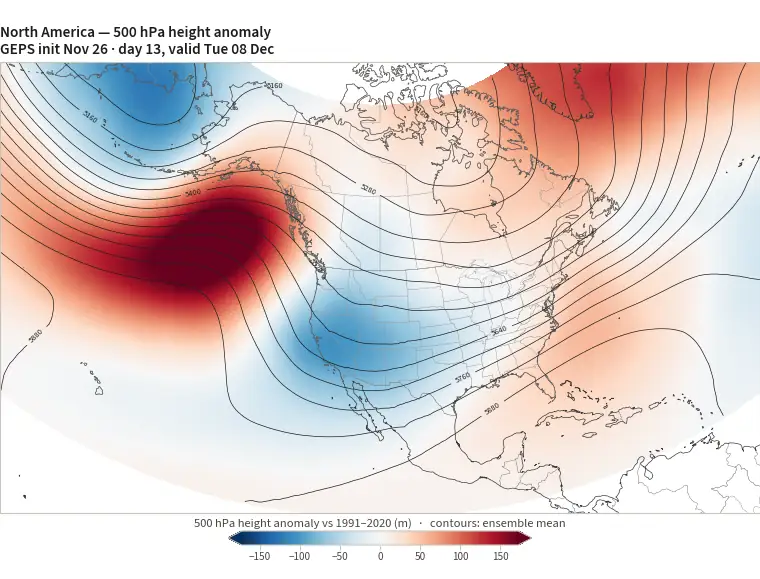 North America — 500 hPa height anomaly
GEPS init Nov 26 · day 13, valid Tue 08 Dec
5160
5160
5400
5280
5640
5760
5880
5880
500 hPa height anomaly vs 1991–2020 (m) · contours: ensemble mean
−150 −100 −50 0 50 100 150